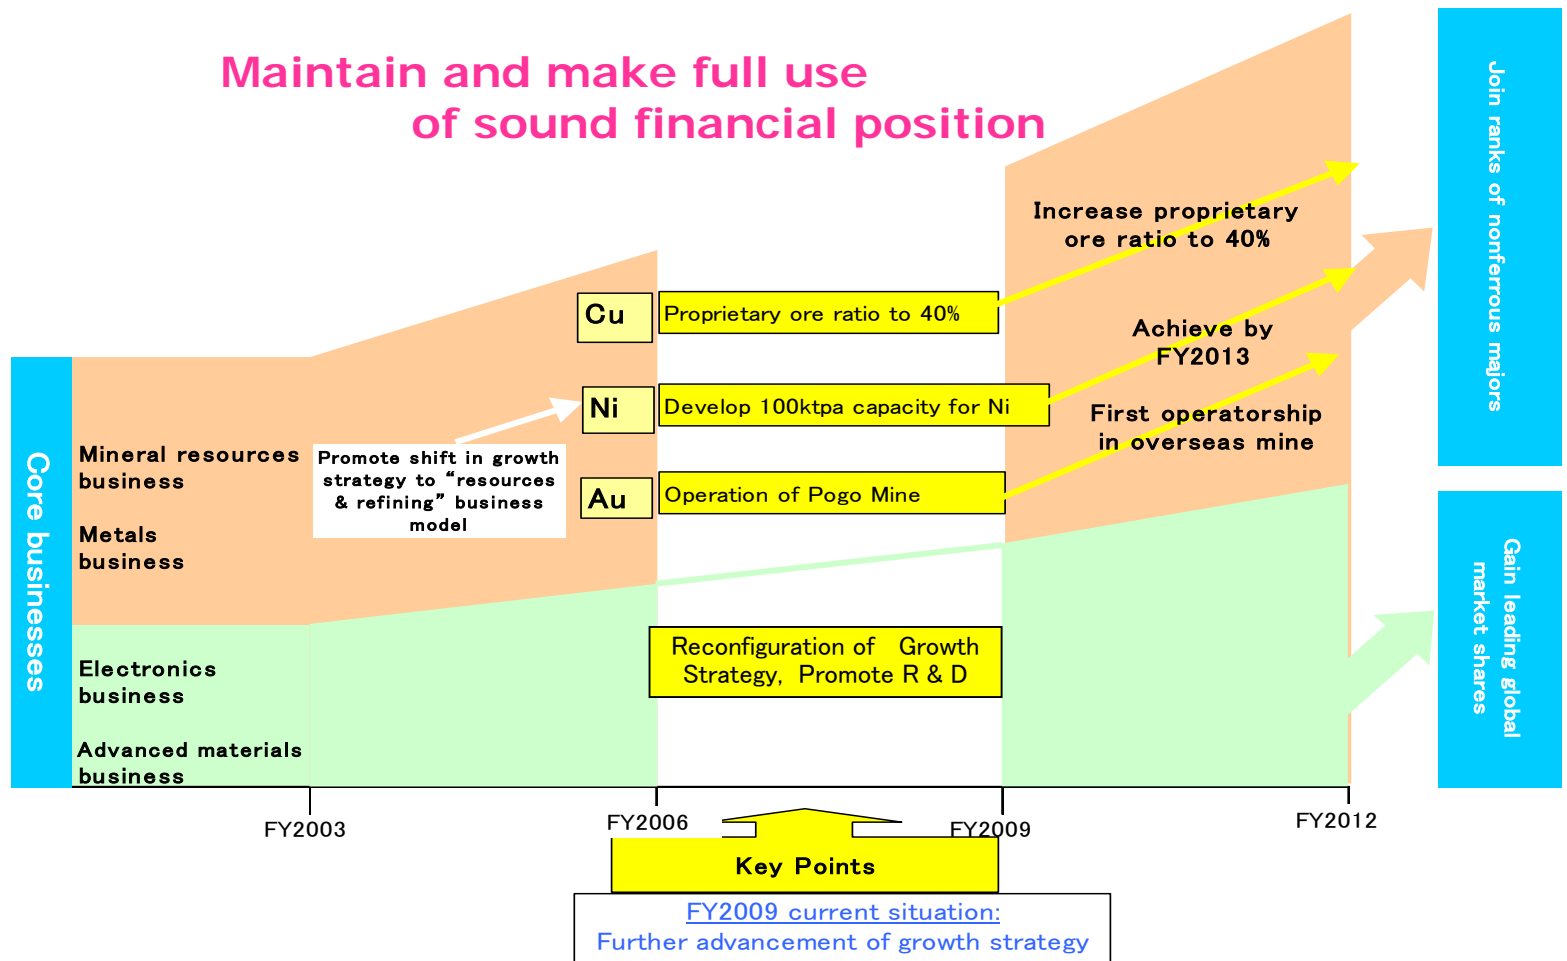 Maintain and make full use
of sound financial position
Join ranks of nonferrous majors
Increase proprietary
ore ratio to 40%
Cu
Proprietary ore ratio to 40%
Achieve by
FY2013
Ni
Develop 100ktpa capacity for Ni
First operatorship
in overseas mine
Core businesses
Mineral resources
business
Promote shift in growth
strategy to “resources
& refining” business
model
Au
Operation of Pogo Mine
Metals
business
Gain leading global
market shares
Reconfiguration of Growth
Strategy, Promote R & D
Electronics
business
Advanced materials
business
FY2003
FY2006
FY2009
FY2012
Key Points
FY2009 current situation:
Further advancement of growth strategy